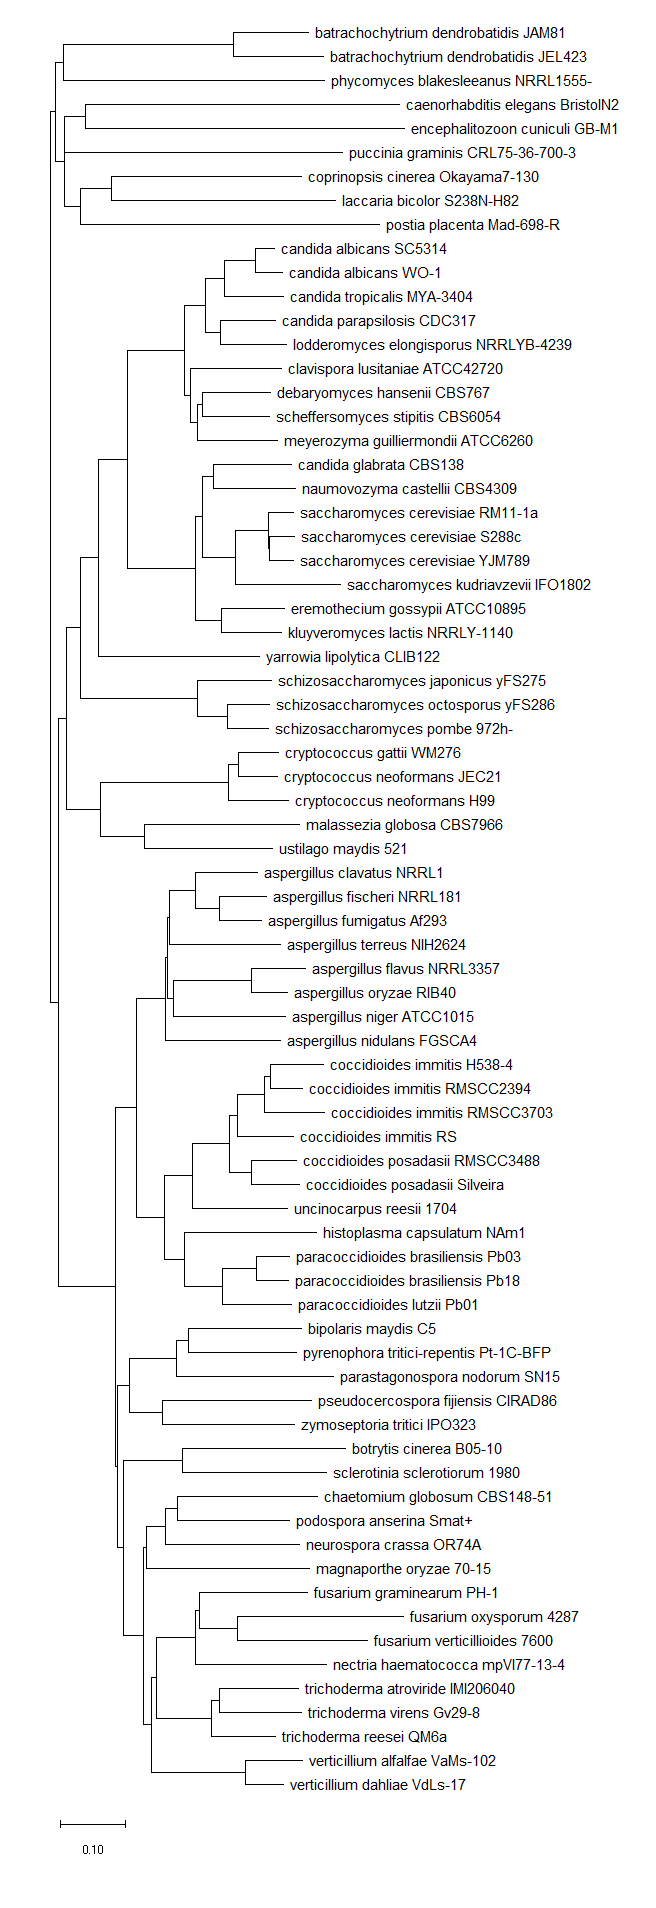 batrachochytrium dendrobatidis JAM81
batrachochytrium dendrobatidis JEL423
phycomyces blakesleeanus NRRL1555-
caenorhabditis elegans BristolN2
encephalitozoon cuniculi GB-M1
puccinia graminis CRL75-36-700-3
coprinopsis cinerea Okayama7-130
laccaria bicolor S238N-H82
postia placenta Mad-698-R
candida albicans SC5314
candida albicans WO-1
candida tropicalis MYA-3404
candida parapsilosis CDC317
lodderomyces elongisporus NRRLYB-4239
clavispora lusitaniae ATCC42720
debaryomyces hansenii CBS767
scheffersomyces stipitis CBS6054
meyerozyma guilliermondii ATCC6260
candida glabrata CBS138
naumovozyma castellii CBS4309
saccharomyces cerevisiae RM11-1a
saccharomyces cerevisiae S288c
saccharomyces cerevisiae YJM789
saccharomyces kudriavzevii IFO1802
eremothecium gossypii ATCC10895
kluyveromyces lactis NRRLY-1140
yarrowia lipolytica CLIB122
schizosaccharomyces japonicus yFS275
schizosaccharomyces octosporus yFS286
schizosaccharomyces pombe 972h-
cryptococcus gattii WM276
cryptococcus neoformans JEC21
cryptococcus neoformans H99
malassezia globosa CBS7966
ustilago maydis 521
aspergillus clavatus NRRL1
aspergillus fischeri NRRL181
aspergillus fumigatus Af293
aspergillus terreus NIH2624
aspergillus flavus NRRL3357
aspergillus oryzae RIB40
aspergillus niger ATCC1015
aspergillus nidulans FGSCA4
coccidioides immitis H538-4
coccidioides immitis RMSCC2394
coccidioides immitis RMSCC3703
coccidioides immitis RS
coccidioides posadasii RMSCC3488
coccidioides posadasii Silveira
uncinocarpus reesii 1704
histoplasma capsulatum NAm1
paracoccidioides brasiliensis Pb03
paracoccidioides brasiliensis Pb18
paracoccidioides lutzii Pb01
bipolaris maydis C5
pyrenophora tritici-repentis Pt-1C-BFP
parastagonospora nodorum SN15
pseudocercospora fijiensis CIRAD86
zymoseptoria tritici IPO323
botrytis cinerea B05-10
sclerotinia sclerotiorum 1980
chaetomium globosum CBS148-51
podospora anserina Smat+
neurospora crassa OR74A
magnaporthe oryzae 70-15
fusarium graminearum PH-1
fusarium oxysporum 4287
fusarium verticillioides 7600
nectria haematococca mpVI77-13-4
trichoderma atroviride IMI206040
trichoderma virens Gv29-8
trichoderma reesei QM6a
verticillium alfalfae VaMs-102
verticillium dahliae VdLs-17
0.10